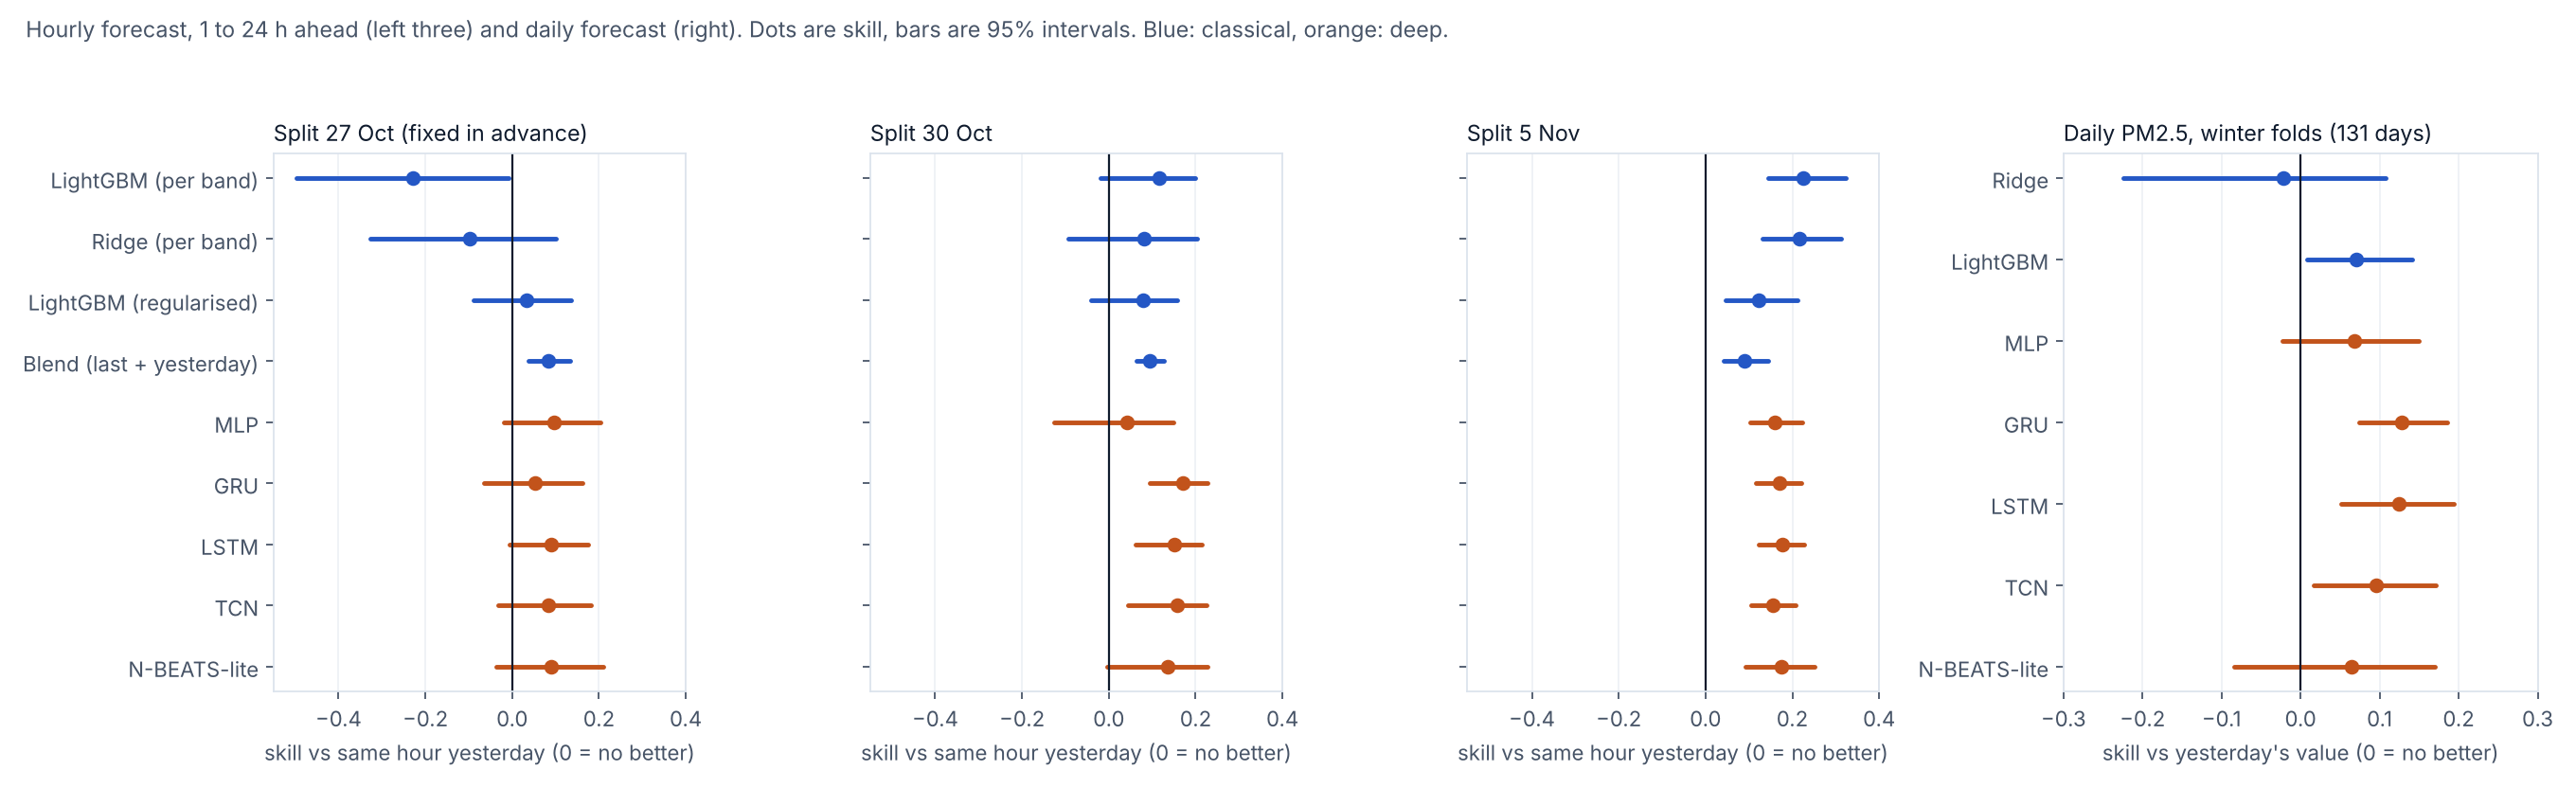 Hourly forecast, 1 to 24 h ahead (left three) and daily forecast (right). Dots are skill, bars are 95% intervals. Blue: classical, orange: deep.
Split 27 Oct (fixed in advance)
LightGBM (per band)
Ridge (per band)
LightGBM (regularised)
Blend (last + yesterday)
MLP
GRU
LSTM
TCN
N-BEATS-lite
−0.4 −0.2 0.0 0.2 0.4
skill vs same hour yesterday (0 = no better)
Split 30 Oct
−0.4 −0.2 0.0 0.2 0.4
skill vs same hour yesterday (0 = no better)
Split 5 Nov
−0.4 −0.2 0.0 0.2 0.4
skill vs same hour yesterday (0 = no better)
Daily PM2.5, winter folds (131 days)
Ridge
LightGBM
MLP
GRU
LSTM
TCN
N-BEATS-lite
−0.3 −0.2 −0.1 0.0 0.1 0.2 0.3
skill vs yesterday's value (0 = no better)